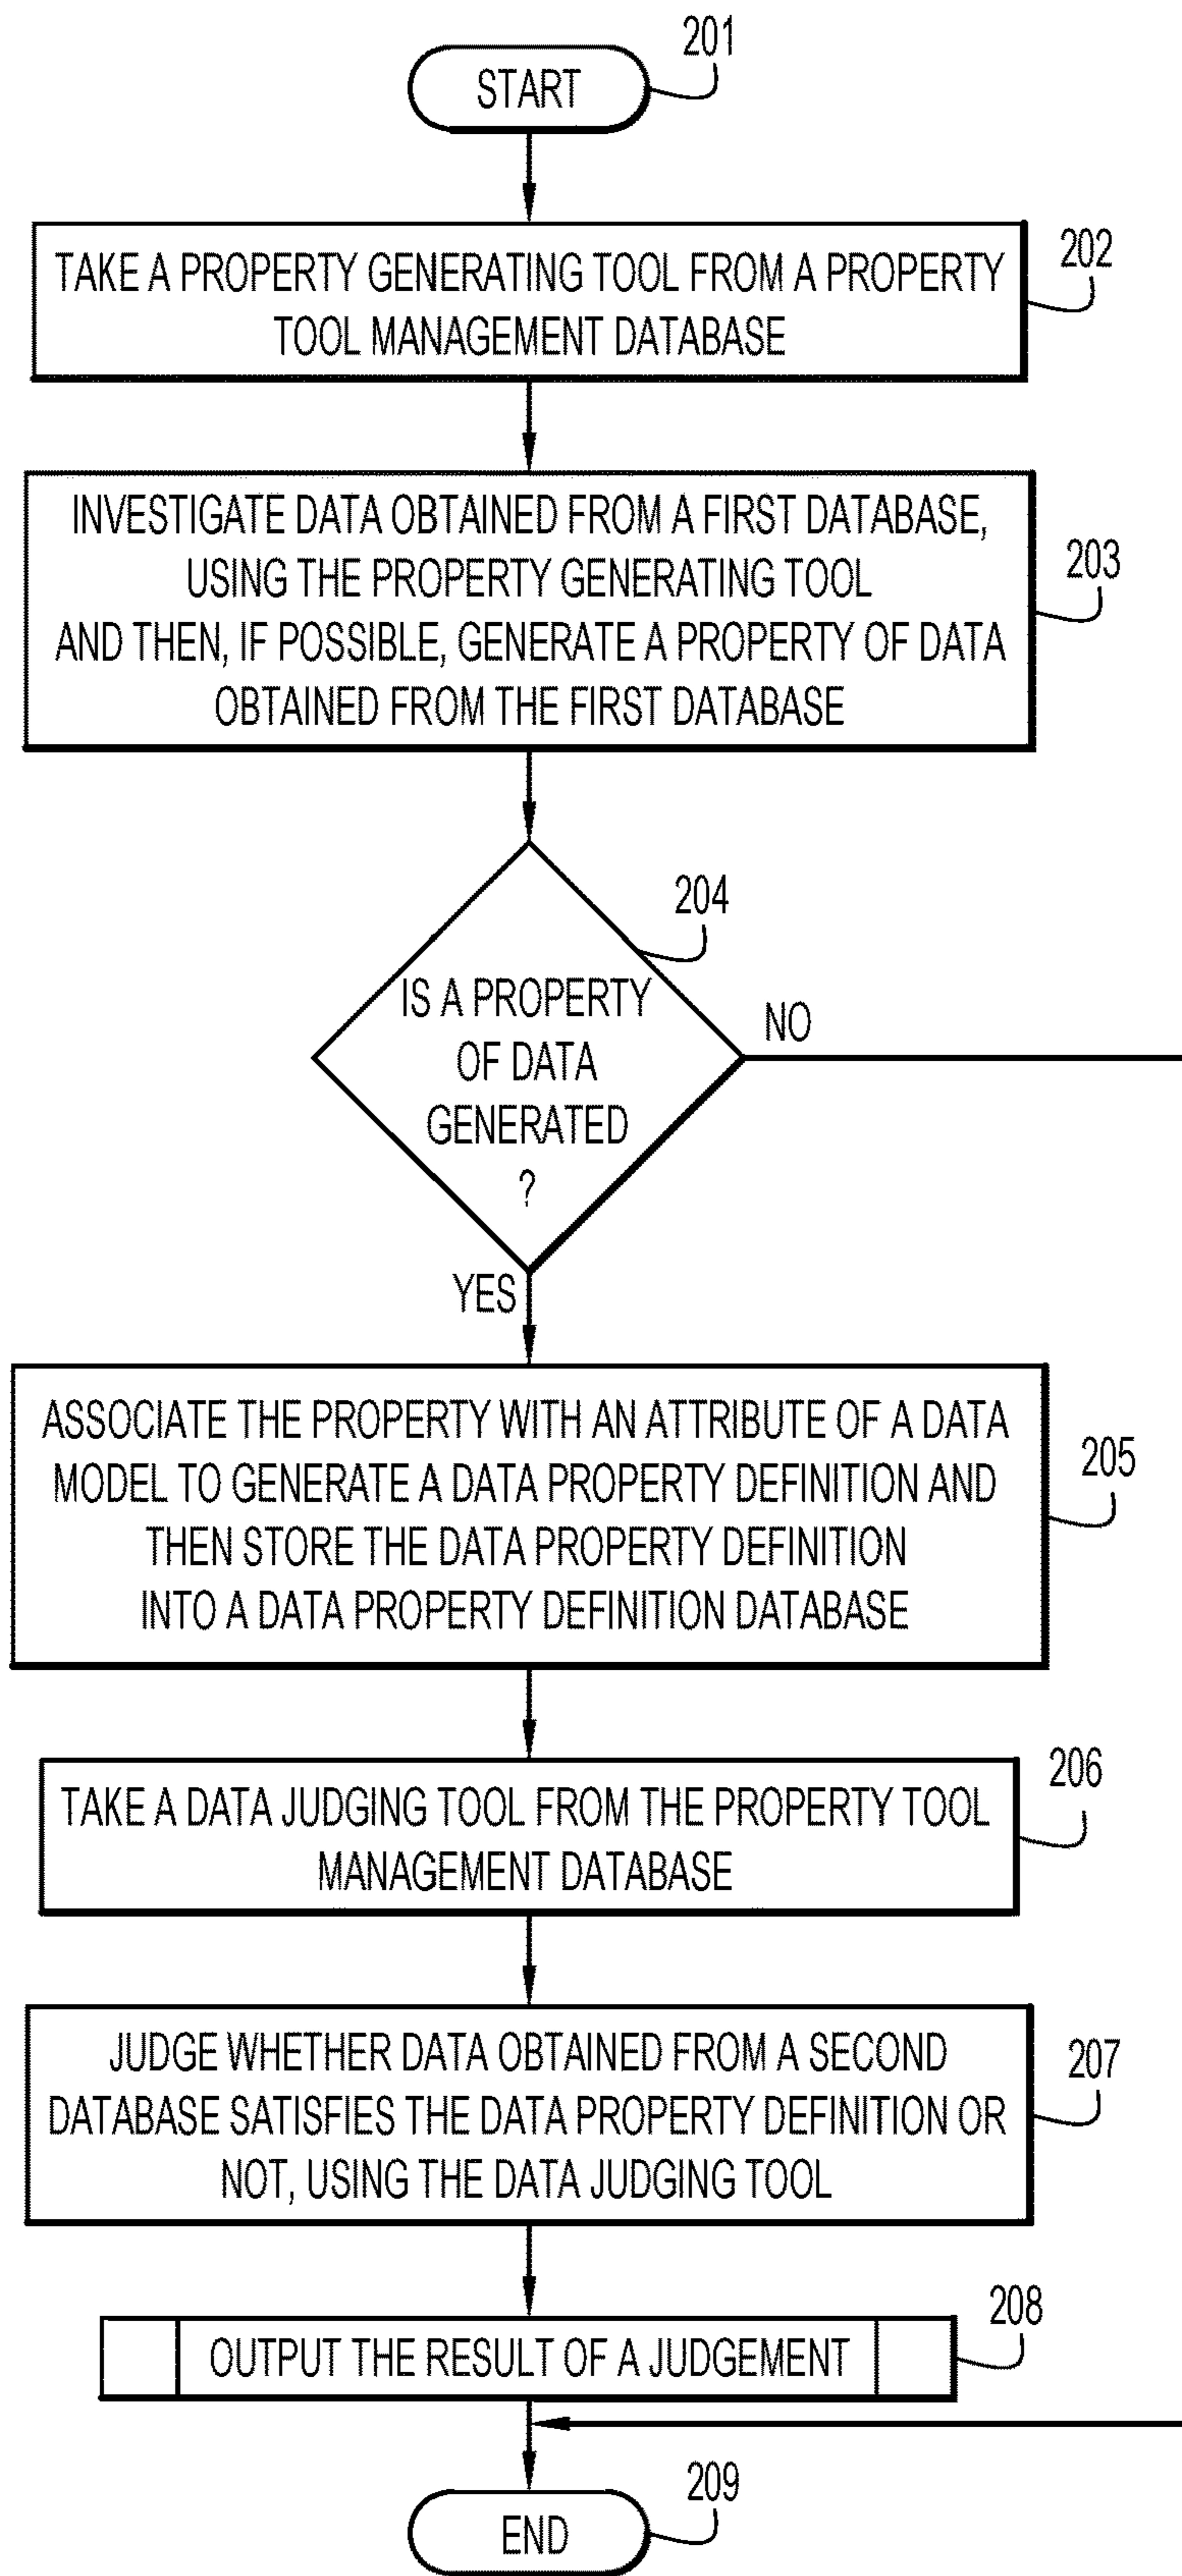 201
START
202
TAKE A PROPERTY GENERATING TOOL FROM A PROPERTY
TOOL MANAGEMENT DATABASE
INVESTIGATE DATA OBTAINED FROM A FIRST DATABASE,
USING THE PROPERTY GENERATING TOOL
203
AND THEN, IF POSSIBLE, GENERATE A PROPERTY OF DATA
OBTAINED FROM THE FIRST DATABASE
204
IS A PROPERTY
OF DATA
GENERATED
?
NO
YES
ASSOCIATE THE PROPERTY WITH AN ATTRIBUTE OF A DATA
MODEL TO GENERATE A DATA PROPERTY DEFINITION AND
THEN STORE THE DATA PROPERTY DEFINITION
INTO A DATA PROPERTY DEFINITION DATABASE
205
206
TAKE A DATA JUDGING TOOL FROM THE PROPERTY TOOL
MANAGEMENT DATABASE
JUDGE WHETHER DATA OBTAINED FROM A SECOND
DATABASE SATISFIES THE DATA PROPERTY DEFINITION OR
NOT, USING THE DATA JUDGING TOOL
207
208
OUTPUT THE RESULT OF A JUDGEMENT
209
END